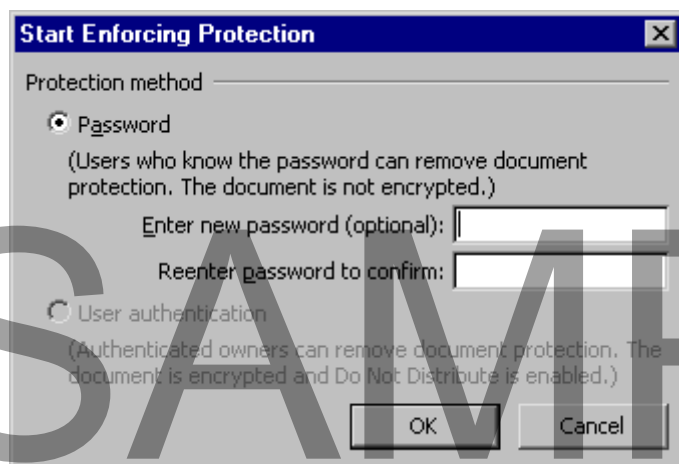 Start Enforcing Protection
Protection method
Password
(Users who know the password can remove document
protection. The document is not encrypted.)
Enter new password (optional):
Reenter password to confirm:
User authentication
(Authenticated owners can remove document protection. The
document is encrypted and Do Not Distribute is enabled.)
OK Cancel
SAMP